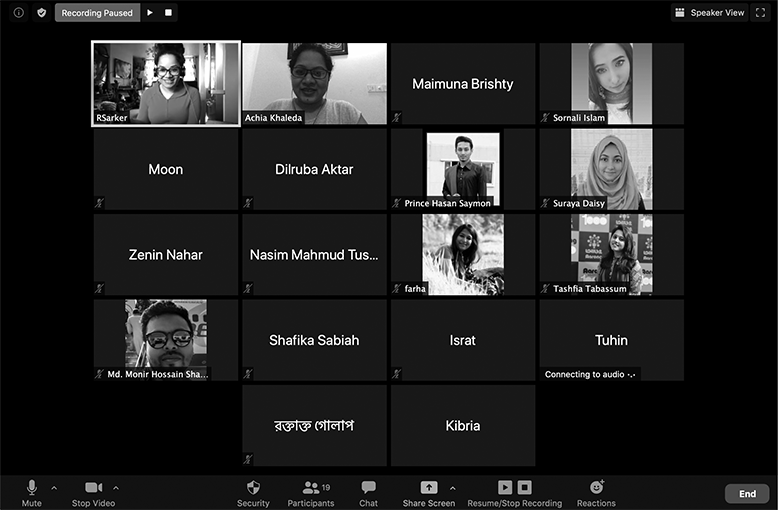 Recording Paused
Speaker View
RSarker
Achia Khaleda
Maimuna Brishty
Sornali Islam
Moon
Dilruba Aktar
Prince Hasan Saymon
Suraya Daisy
Zenin Nahar
Nasim Mahmud Tus...
farha
Tashfia Tabassum
Md. Monir Hossain Sha...
Shafika Sabiah
Israt
Tuhin
Connecting to audio
রক্তাক্ত গোলাপ
Kibria
Mute
Stop Video
Security
Participants
19
Chat
Share Screen
Resume/Stop Recording
Reactions
End